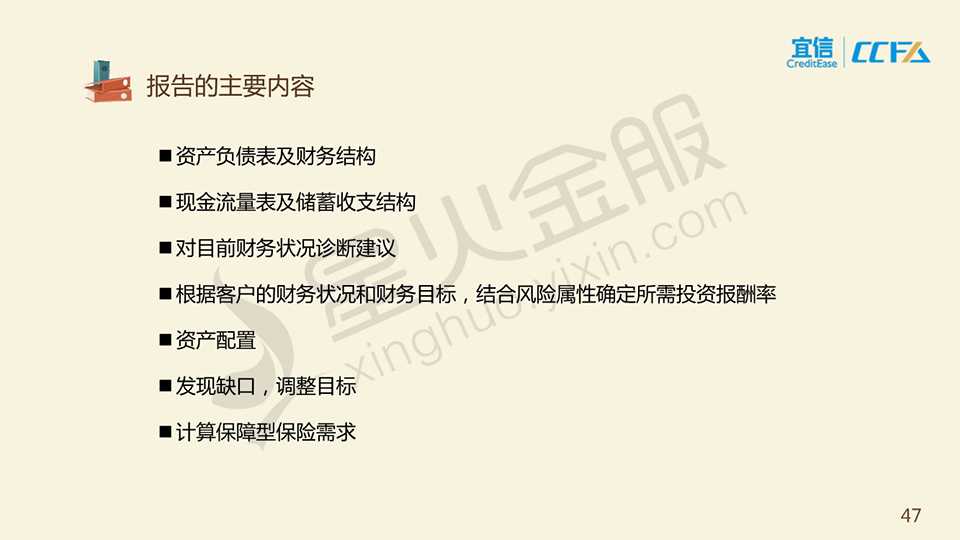 宜信
CreditEase
CCFA
报告的主要内容
■资产负债表及财务结构
■现金流量表及储蓄收支结构
■对目前财务状况诊断建议
■根据客户的财务状况和财务目标，结合风险属性确定所需投资报酬率
■资产配置
■发现缺口，调整目标
■计算保障型保险需求
星火金服
xinghuoyixin.com
47